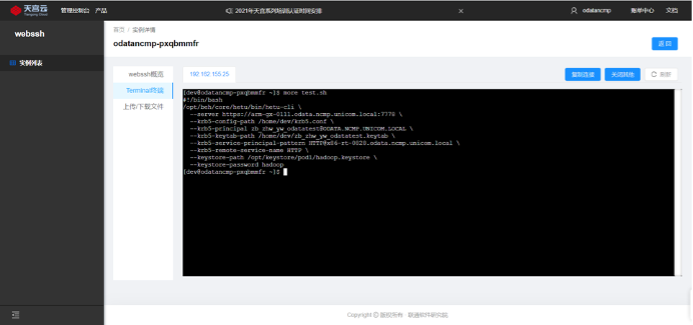 天宫云
Tiangong Cloud
管理控制台 产品
2021年天宫系列培训认证时间安排
odatancmp
账单中心
文档
webssh
实例列表
首页 / 实例详情
odatancmp-pxqbmmfr
返回
webssh概览
Terminal终端
上传/下载文件
192.162.155.25
复制连接
关闭其他
刷新
[dev@odatancmp-pxqbmmfr ~]$ more test.sh
#!/bin/bash
/opt/beh/core/hetu/bin/hetu-cli \
--server https://arm-gx-0111.odata.ncmp.unicom.local:7778 \
--krb5-config-path /home/dev/krb5.conf \
--krb5-principal zb_zhw_yw_odatatest@ODATA.NCMP.UNICOM.LOCAL \
--krb5-keytab-path /home/dev/zb_zhw_yw_odatatest.keytab \
--krb5-service-principal-pattern HTTP@x86-rt-0028.odata.ncmp.unicom.local \
--krb5-remote-service-name HTTP \
--keystore-path /opt/keystore/pod1/hadoop.keystore \
--keystore-password hadoop
[dev@odatancmp-pxqbmmfr ~]$
Copyright © 版权所有 联通软件研究院